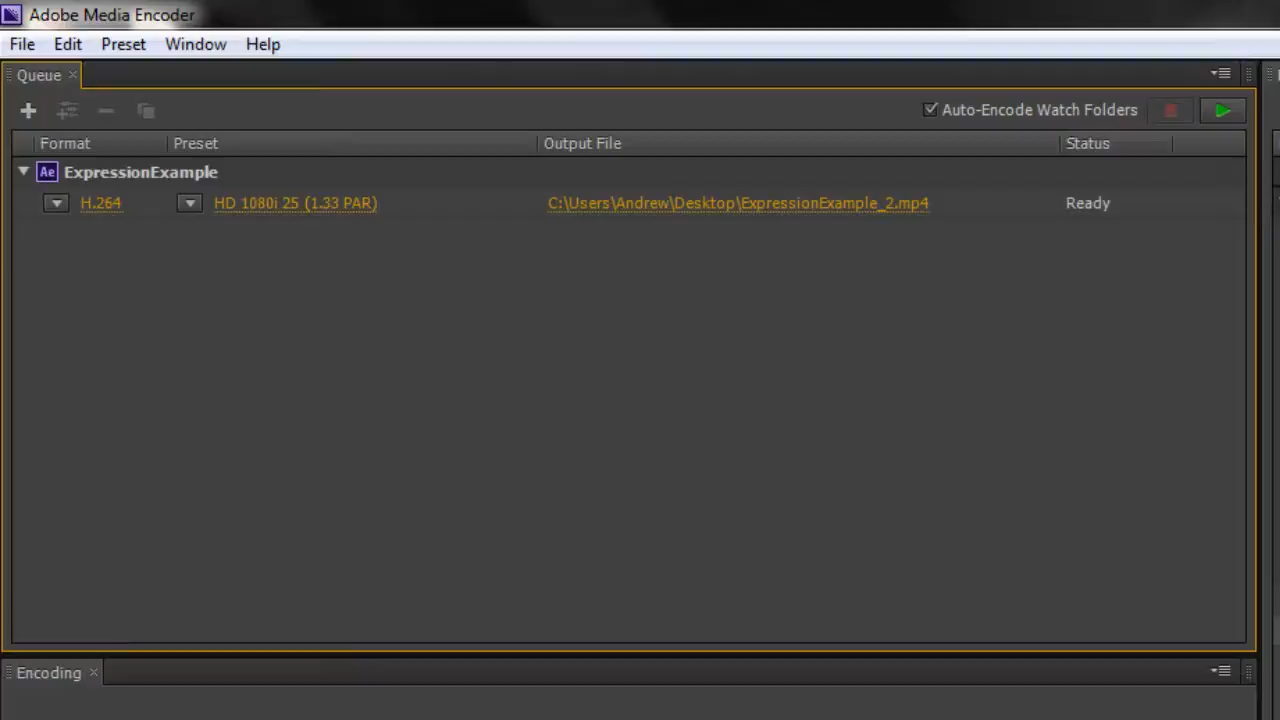 Adobe Media Encoder
File Edit Preset Window Help
Queue
Auto-Encode Watch Folders
Format Preset Output File Status
Ae ExpressionExample
H.264 HD 1080i 25 (1.33 PAR) C:\Users\Andrew\Desktop\ExpressionExample_2.mp4 Ready
Encoding